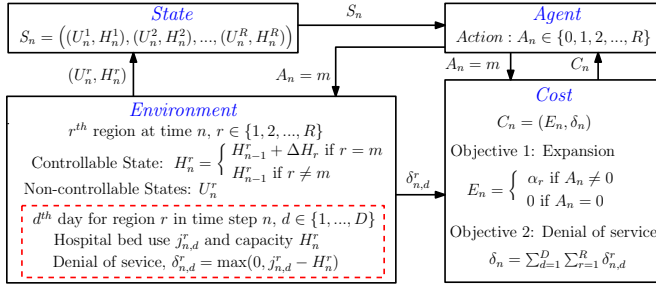 State
S_n = ((U_n^1, H_n^1), (U_n^2, H_n^2), ..., (U_n^R, H_n^R))
S_n
Agent
Action : A_n ∈ {0, 1, 2, ..., R}
(U_n^r, H_n^r)
A_n = m
A_n = m
C_n
Environment
r^{th} region at time n, r ∈ {1, 2, ..., R}
Controllable State: H_n^r = { H_{n-1}^r + ΔH_r if r = m
H_{n-1}^r if r ≠ m
Non-controllable States: U_n^r
d^{th} day for region r in time step n, d ∈ {1, ..., D}
Hospital bed use j_{n,d}^r and capacity H_n^r
Denial of sevice, δ_{n,d}^r = max(0, j_{n,d}^r − H_n^r)
δ_{n,d}^r
Cost
C_n = (E_n, δ_n)
Objective 1: Expansion
E_n = { α_r if A_n ≠ 0
0 if A_n = 0
Objective 2: Denial of service
δ_n = ∑_{d=1}^D ∑_{r=1}^R δ_{n,d}^r